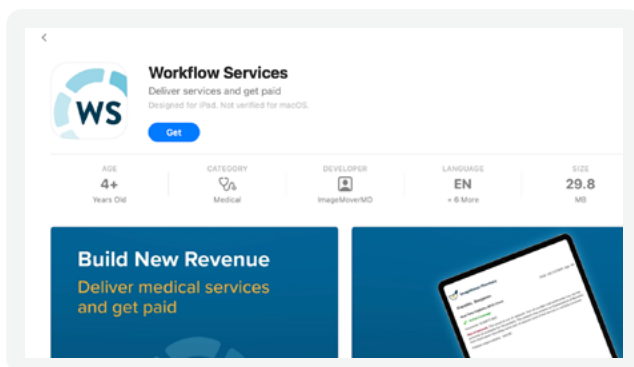 WS
Workflow Services
Deliver services and get paid
Designed for iPad. Not verified for macOS.
Get
AGE
4+
Years Old
CATEGORY
Medical
DEVELOPER
ImageMoverMD
LANGUAGE
EN
+ 6 More
SIZE
29.8
MB
Build New Revenue
Deliver medical services
and get paid